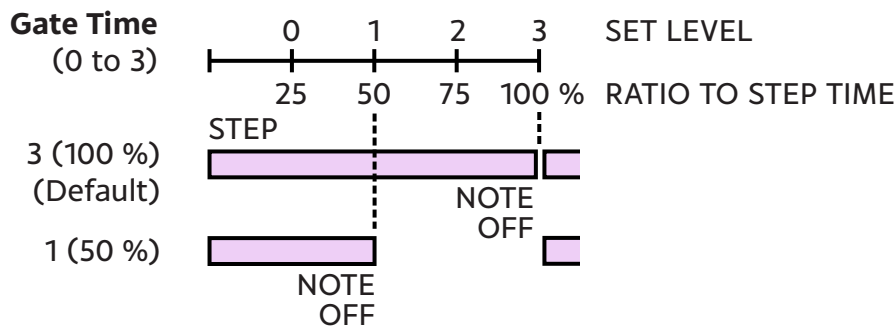 Gate Time
(0 to 3)
0 1 2 3 SET LEVEL
25 50 75 100 % RATIO TO STEP TIME
STEP
3 (100 %)
(Default)
NOTE
OFF
1 (50 %)
NOTE
OFF